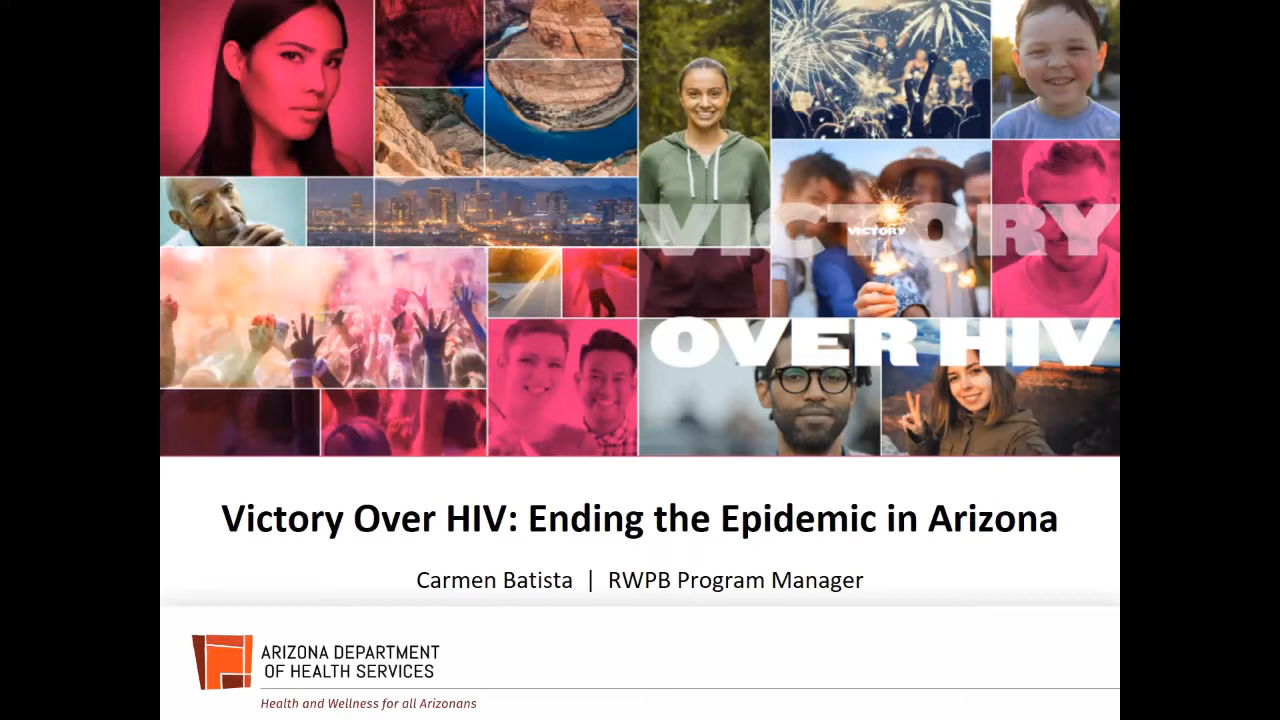 VICTORY
VICTORY
OVER HIV
Victory Over HIV: Ending the Epidemic in Arizona
Carmen Batista | RWPB Program Manager
ARIZONA DEPARTMENT
OF HEALTH SERVICES
Health and Wellness for all Arizonans